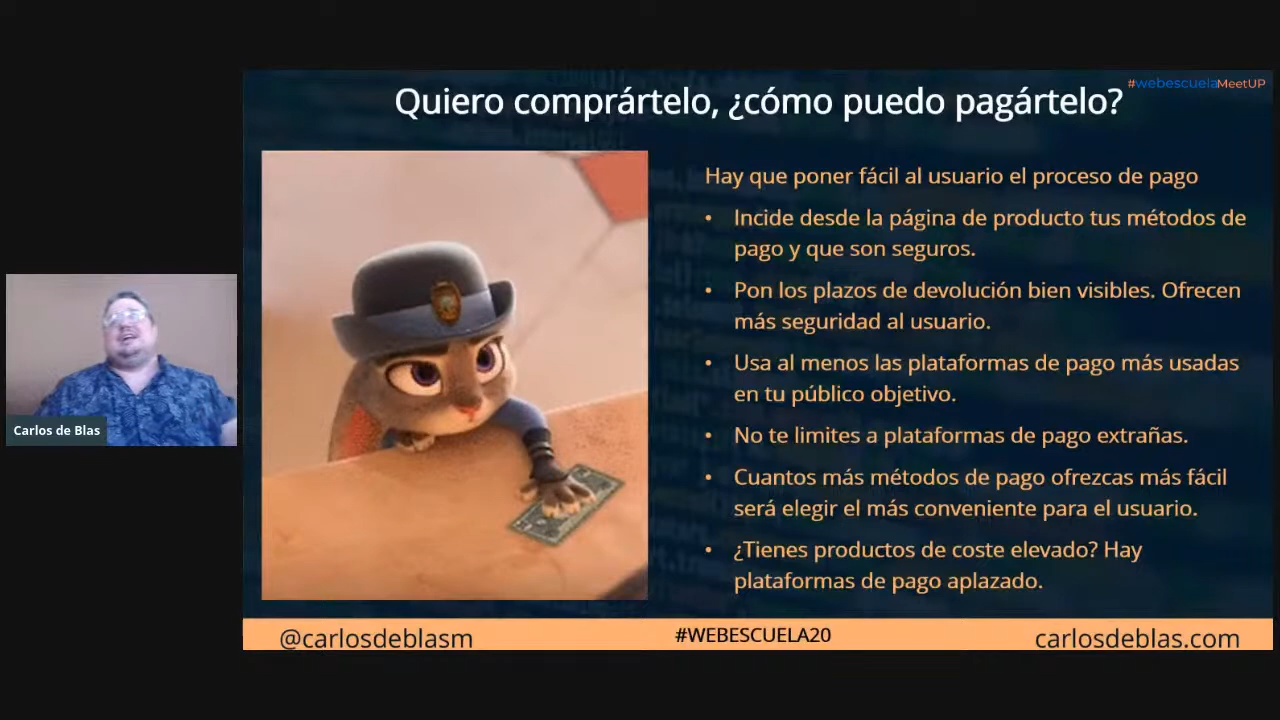 #webescuelaMeetUP
Quiero comprártelo, ¿cómo puedo pagártelo?
Hay que poner fácil al usuario el proceso de pago
• Incide desde la página de producto tus métodos de
pago y que son seguros.
• Pon los plazos de devolución bien visibles. Ofrecen
más seguridad al usuario.
• Usa al menos las plataformas de pago más usadas
en tu público objetivo.
• No te limites a plataformas de pago extrañas.
• Cuantos más métodos de pago ofrezcas más fácil
será elegir el más conveniente para el usuario.
• ¿Tienes productos de coste elevado? Hay
plataformas de pago aplazado.
Carlos de Blas
@carlosdeblasm
#WEBESCUELA20
carlosdeblas.com